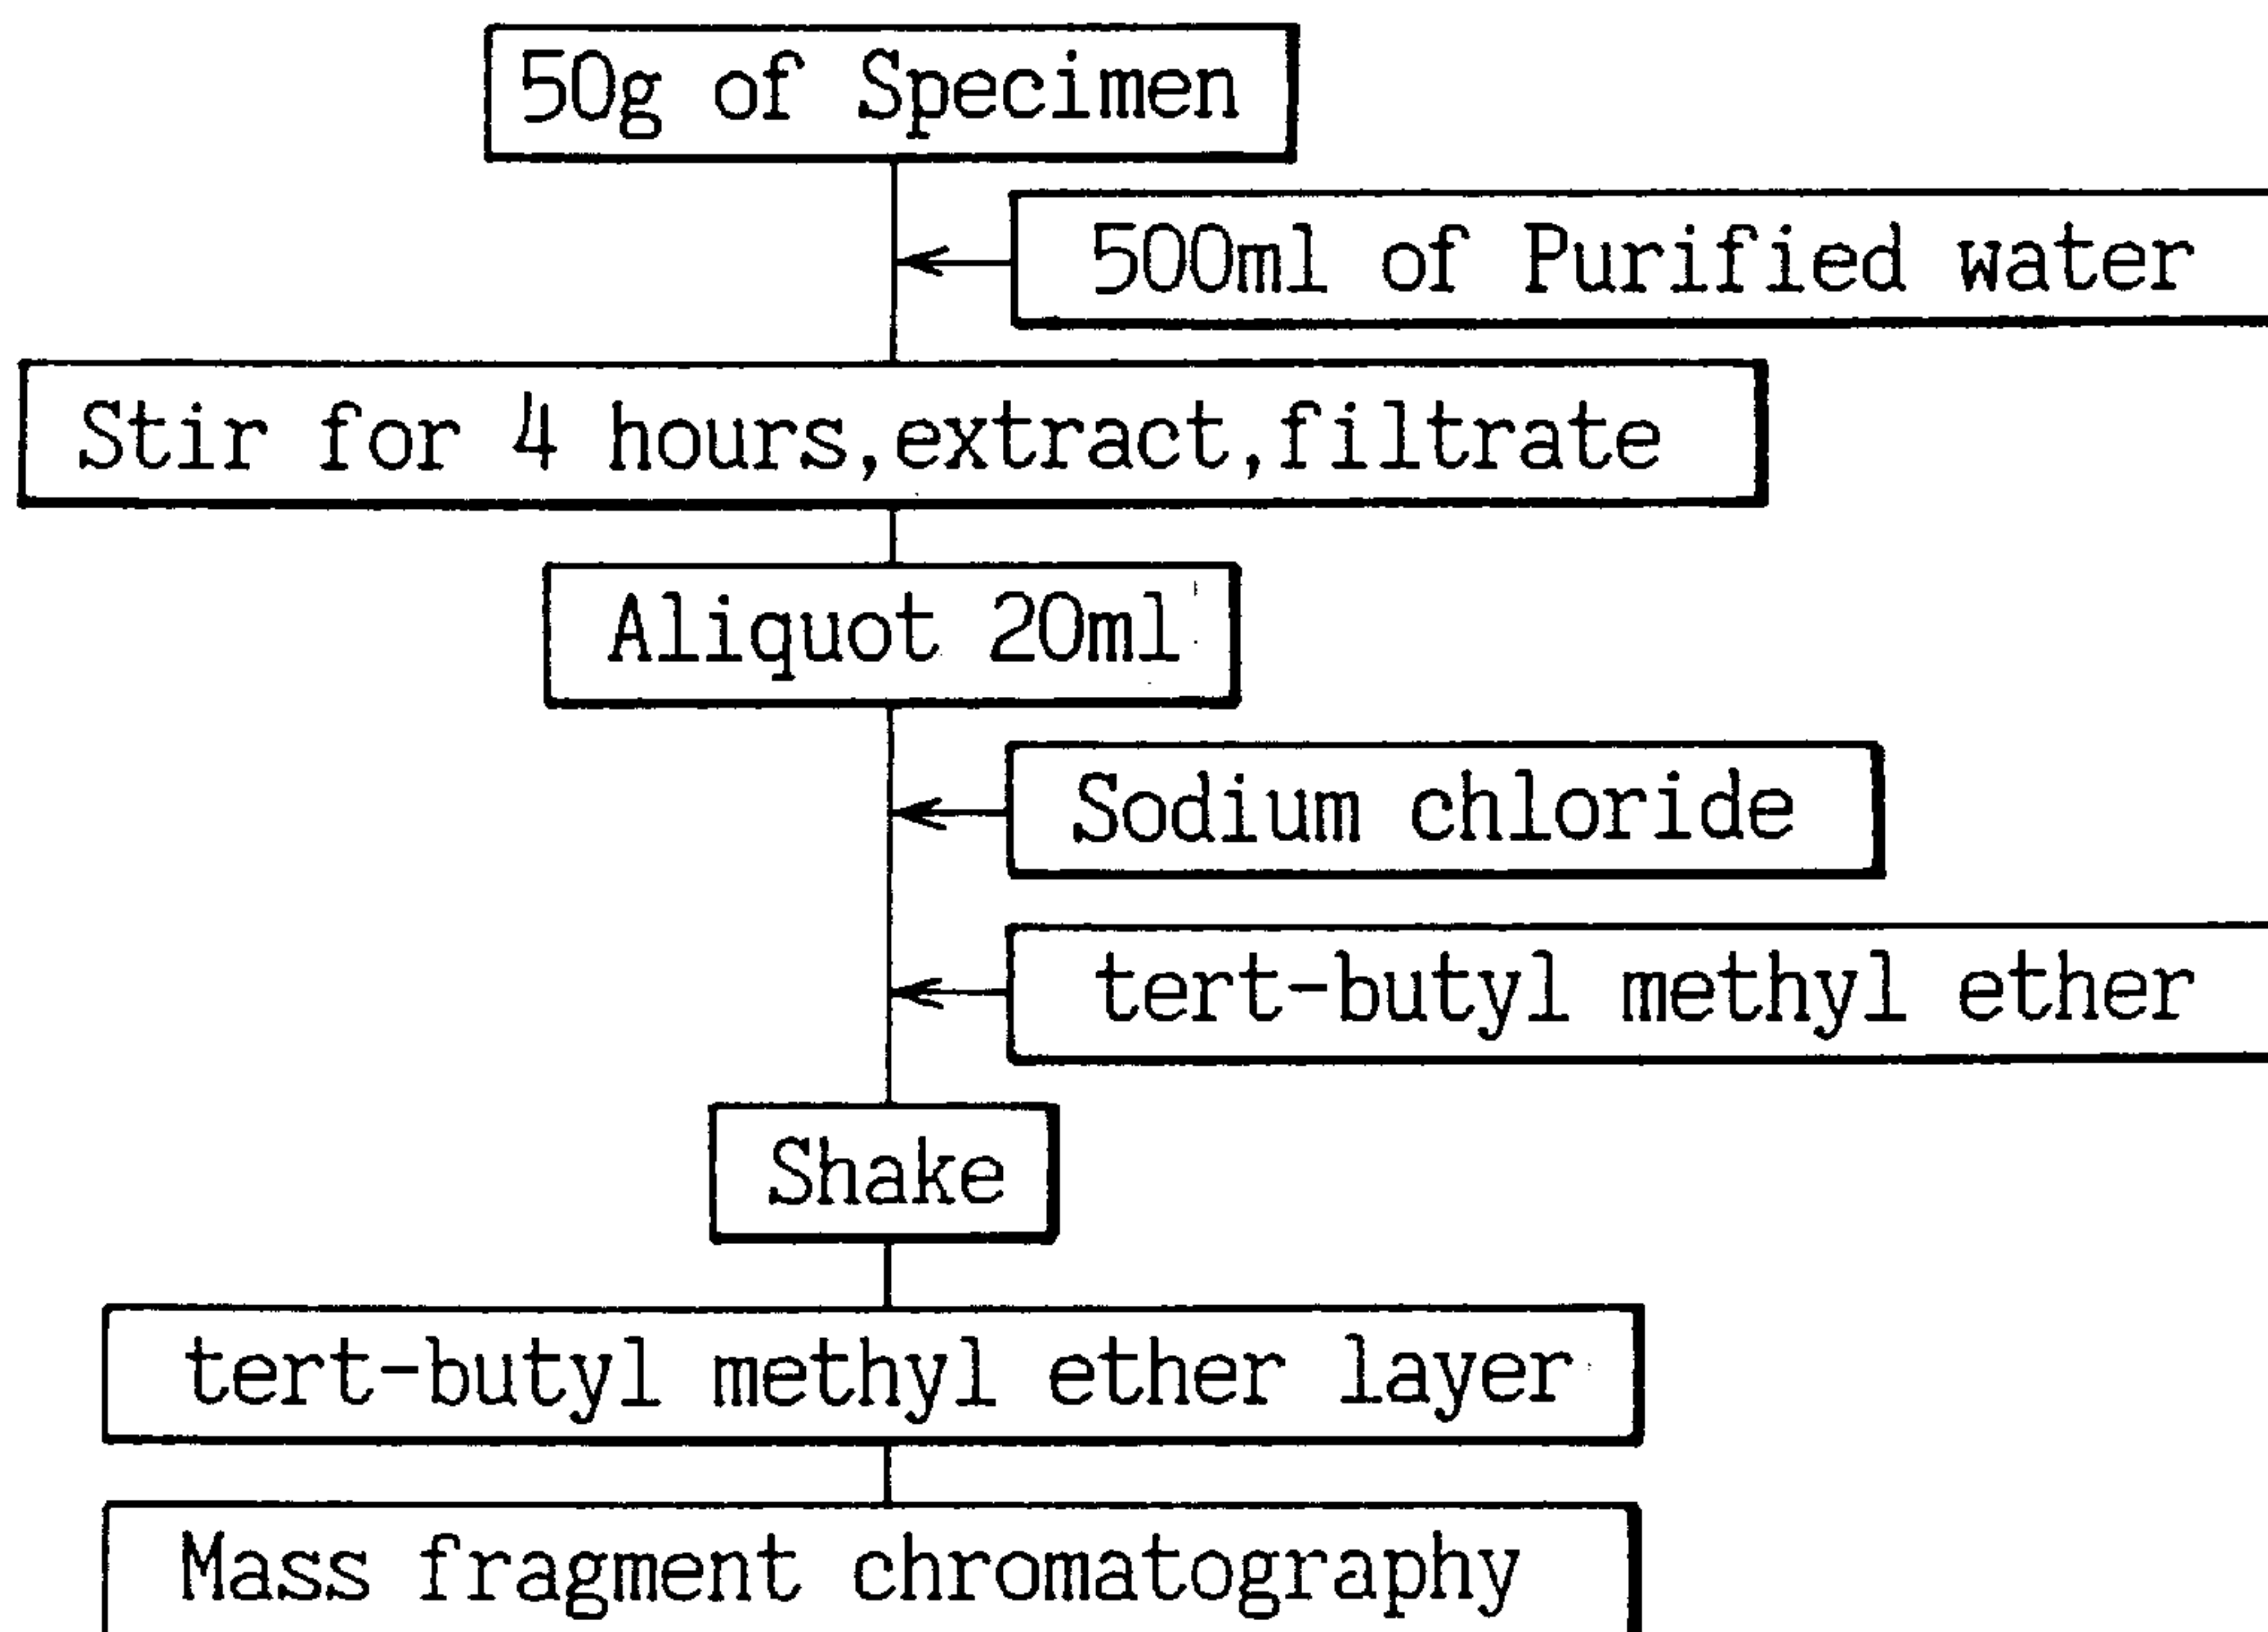 50g of Specimen
500ml of Purified water
Stir for 4 hours,extract,filtrate
Aliquot 20ml
Sodium chloride
tert-butyl methyl ether
Shake
tert-butyl methyl ether layer
Mass fragment chromatography